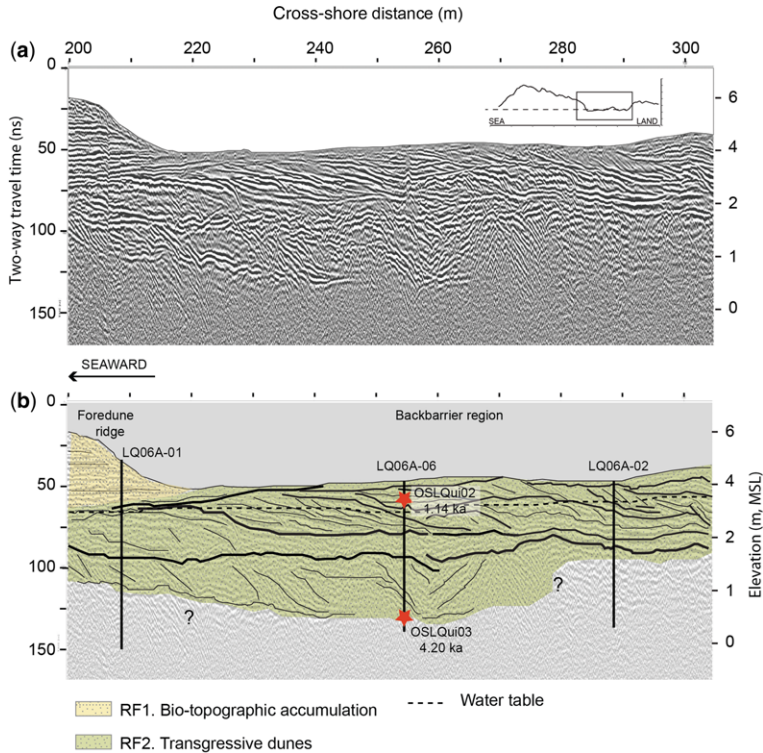 Cross-shore distance (m)
(a) 200 220 240 260 280 300
0 50 100 150
Two-way travel time (ns)
6 4 2 1 0
SEA LAND
SEAWARD
(b) 0 50 100 150
Foredune
ridge
Backbarrier region
LQ06A-01 LQ06A-06 LQ06A-02
OSLQui02
1.14 ka
6 4 2 1 0
Elevation (m, MSL)
? ?
OSLQui03
4.20 ka
RF1. Bio-topographic accumulation
Water table
RF2. Transgressive dunes